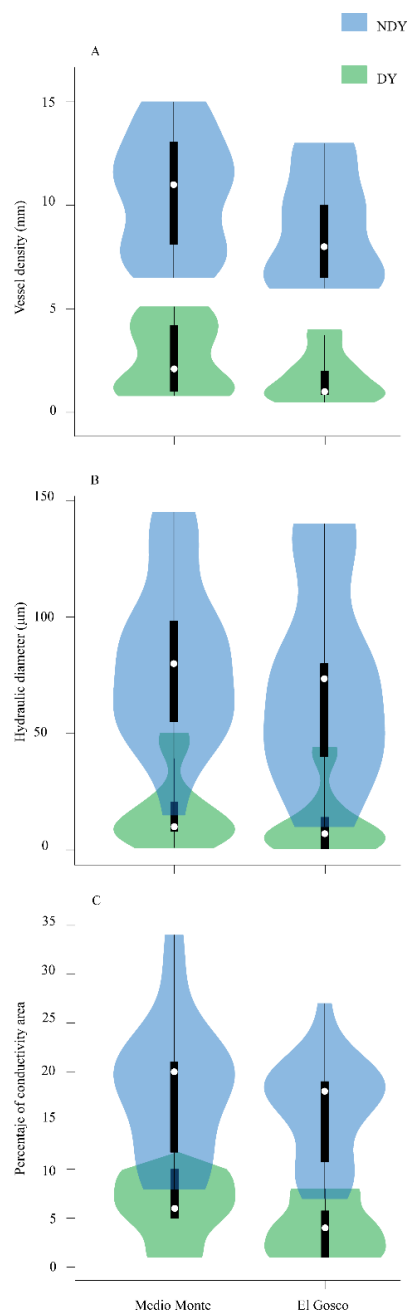 NDY
A
DY
15
10
5
0
Vessel density (mm)
B
150
100
50
0
Hydraulic diameter (µm)
C
35
30
25
20
15
10
5
0
Percentaje of conductivity area
Medio Monte El Gosco